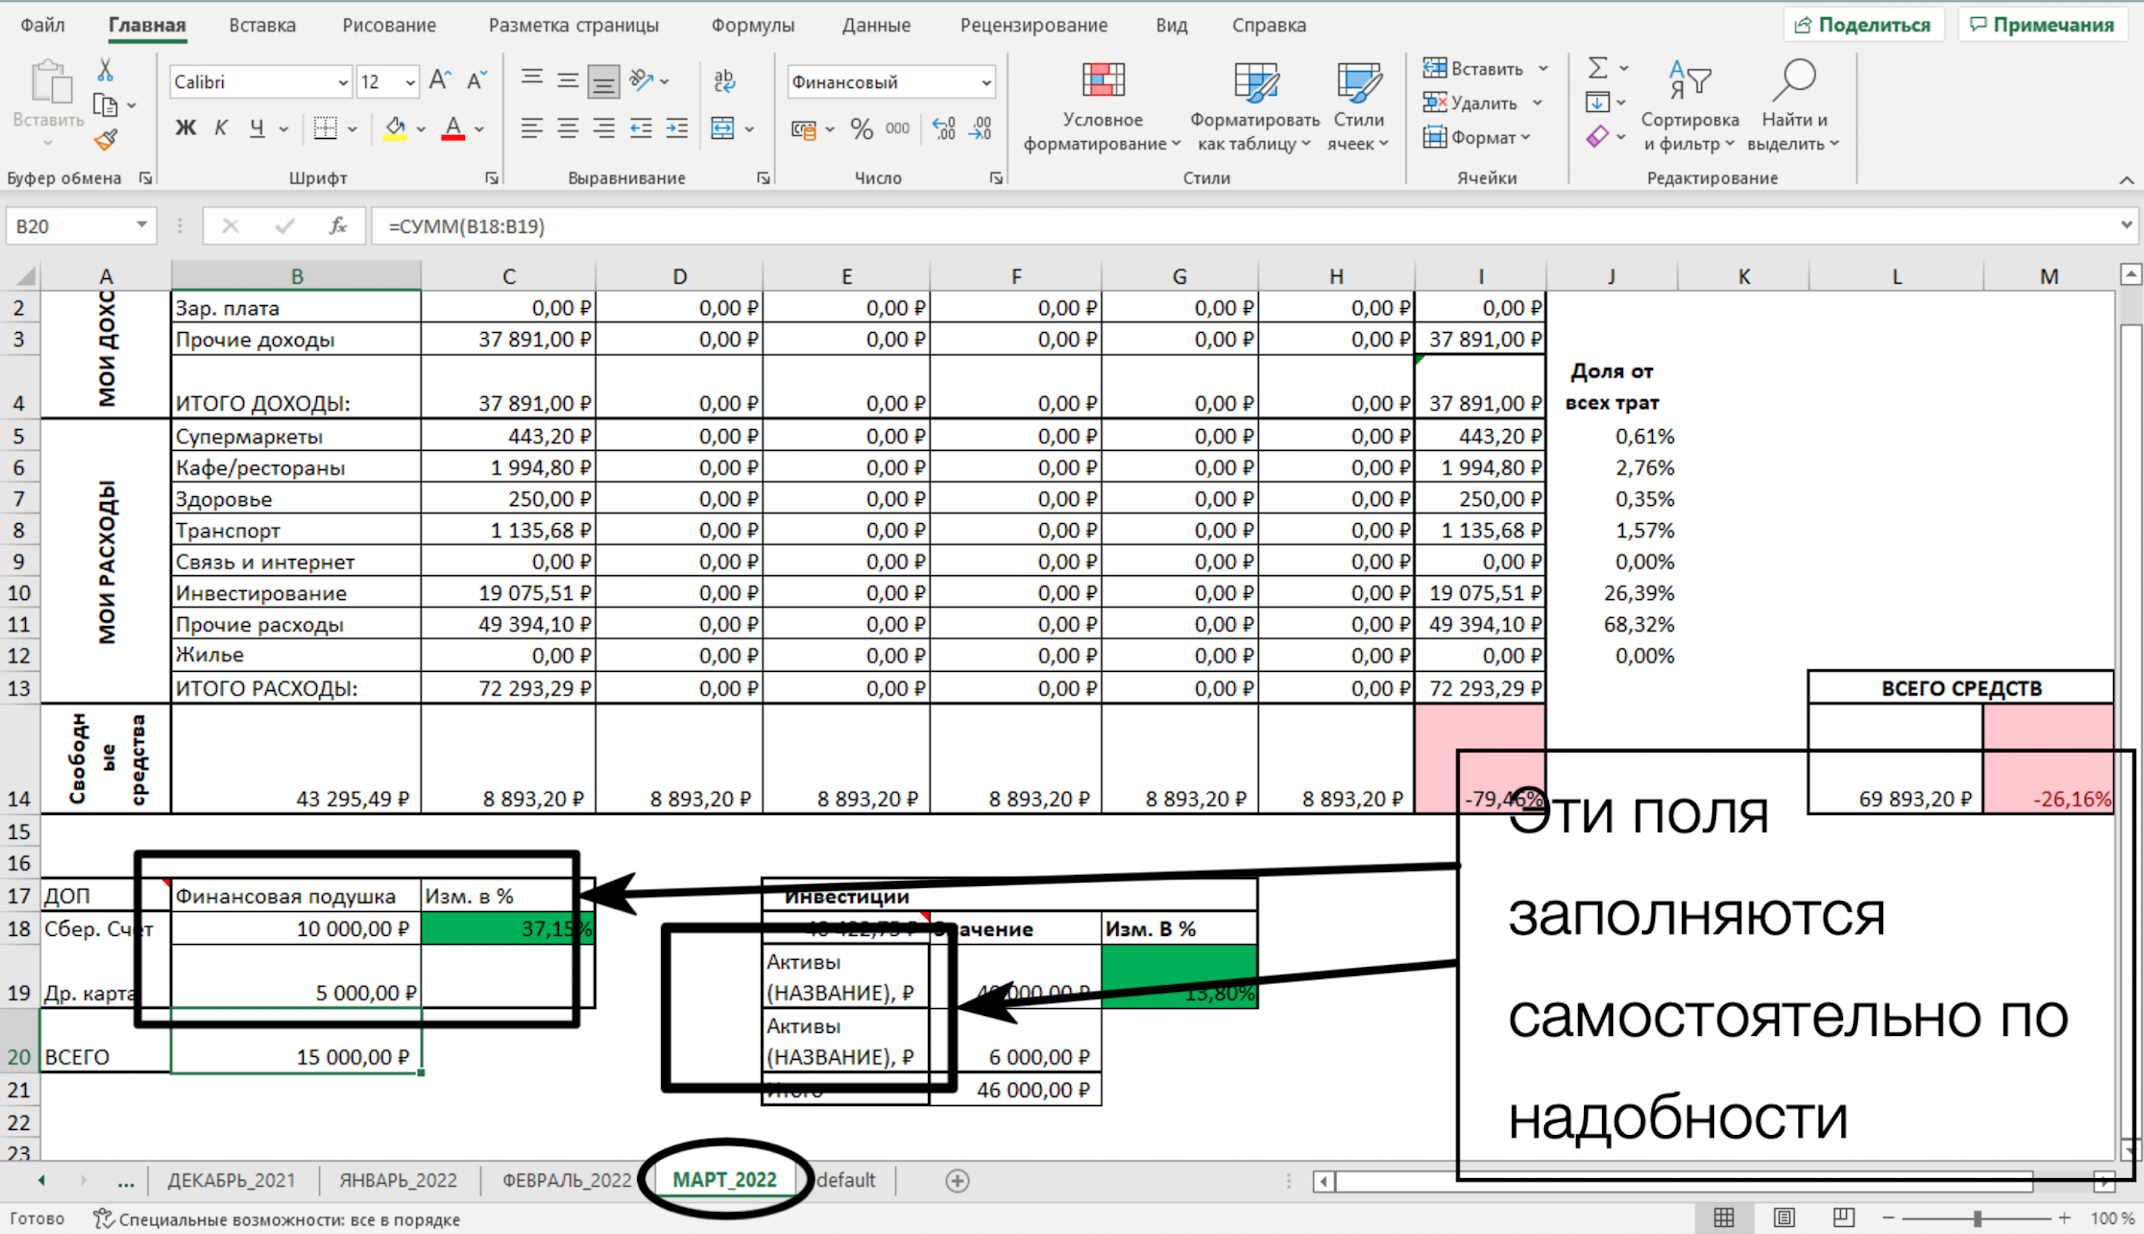 Файл Главная Вставка Рисование Разметка страницы Формулы Данные Рецензирование Вид Справка Поделиться Примечания
Вставить
Буфер обмена
Calibri 12
Ж К Ч
Шрифт
Выравнивание
Финансовый
% 000
Число
Условное форматирование
Форматировать как таблицу
Стили ячеек
Стили
Вставить
Удалить
Формат
Ячейки
Сортировка и фильтр
Найти и выделить
Редактирование
B20 fx =СУММ(B18:B19)
A B C D E F G H I J K L M
МОИ ДОХО
2 Зар. плата 0,00 ₽ 0,00 ₽ 0,00 ₽ 0,00 ₽ 0,00 ₽ 0,00 ₽ 0,00 ₽
3 Прочие доходы 37 891,00 ₽ 0,00 ₽ 0,00 ₽ 0,00 ₽ 0,00 ₽ 0,00 ₽ 37 891,00 ₽
Доля от всех трат
4 ИТОГО ДОХОДЫ: 37 891,00 ₽ 0,00 ₽ 0,00 ₽ 0,00 ₽ 0,00 ₽ 0,00 ₽ 37 891,00 ₽
МОИ РАСХОДЫ
5 Супермаркеты 443,20 ₽ 0,00 ₽ 0,00 ₽ 0,00 ₽ 0,00 ₽ 0,00 ₽ 443,20 ₽ 0,61%
6 Кафе/рестораны 1 994,80 ₽ 0,00 ₽ 0,00 ₽ 0,00 ₽ 0,00 ₽ 0,00 ₽ 1 994,80 ₽ 2,76%
7 Здоровье 250,00 ₽ 0,00 ₽ 0,00 ₽ 0,00 ₽ 0,00 ₽ 0,00 ₽ 250,00 ₽ 0,35%
8 Транспорт 1 135,68 ₽ 0,00 ₽ 0,00 ₽ 0,00 ₽ 0,00 ₽ 0,00 ₽ 1 135,68 ₽ 1,57%
9 Связь и интернет 0,00 ₽ 0,00 ₽ 0,00 ₽ 0,00 ₽ 0,00 ₽ 0,00 ₽ 0,00 ₽ 0,00%
10 Инвестирование 19 075,51 ₽ 0,00 ₽ 0,00 ₽ 0,00 ₽ 0,00 ₽ 0,00 ₽ 19 075,51 ₽ 26,39%
11 Прочие расходы 49 394,10 ₽ 0,00 ₽ 0,00 ₽ 0,00 ₽ 0,00 ₽ 0,00 ₽ 49 394,10 ₽ 68,32%
12 Жилье 0,00 ₽ 0,00 ₽ 0,00 ₽ 0,00 ₽ 0,00 ₽ 0,00 ₽ 0,00 ₽ 0,00%
13 ИТОГО РАСХОДЫ: 72 293,29 ₽ 0,00 ₽ 0,00 ₽ 0,00 ₽ 0,00 ₽ 0,00 ₽ 72 293,29 ₽ ВСЕГО СРЕДСТВ
Свободные средства
14 43 295,49 ₽ 8 893,20 ₽ 8 893,20 ₽ 8 893,20 ₽ 8 893,20 ₽ 8 893,20 ₽ 8 893,20 ₽ -79,46% 69 893,20 ₽ -26,16%
15
16
17 ДОП Финансовая подушка Изм. в % Инвестиции
18 Сбер. Счет 10 000,00 ₽ 37,15% Значение Изм. В %
19 Др. карта 5 000,00 ₽ Активы (НАЗВАНИЕ), ₽ 13,80%
20 ВСЕГО 15 000,00 ₽ Активы (НАЗВАНИЕ), ₽ 6 000,00 ₽
21 Итого 46 000,00 ₽
22
23
Эти поля
заполняются
самостоятельно по
надобности
... ДЕКАБРЬ_2021 ЯНВАРЬ_2022 ФЕВРАЛЬ_2022 МАРТ_2022 default
Готово Специальные возможности: все в порядке 100 %